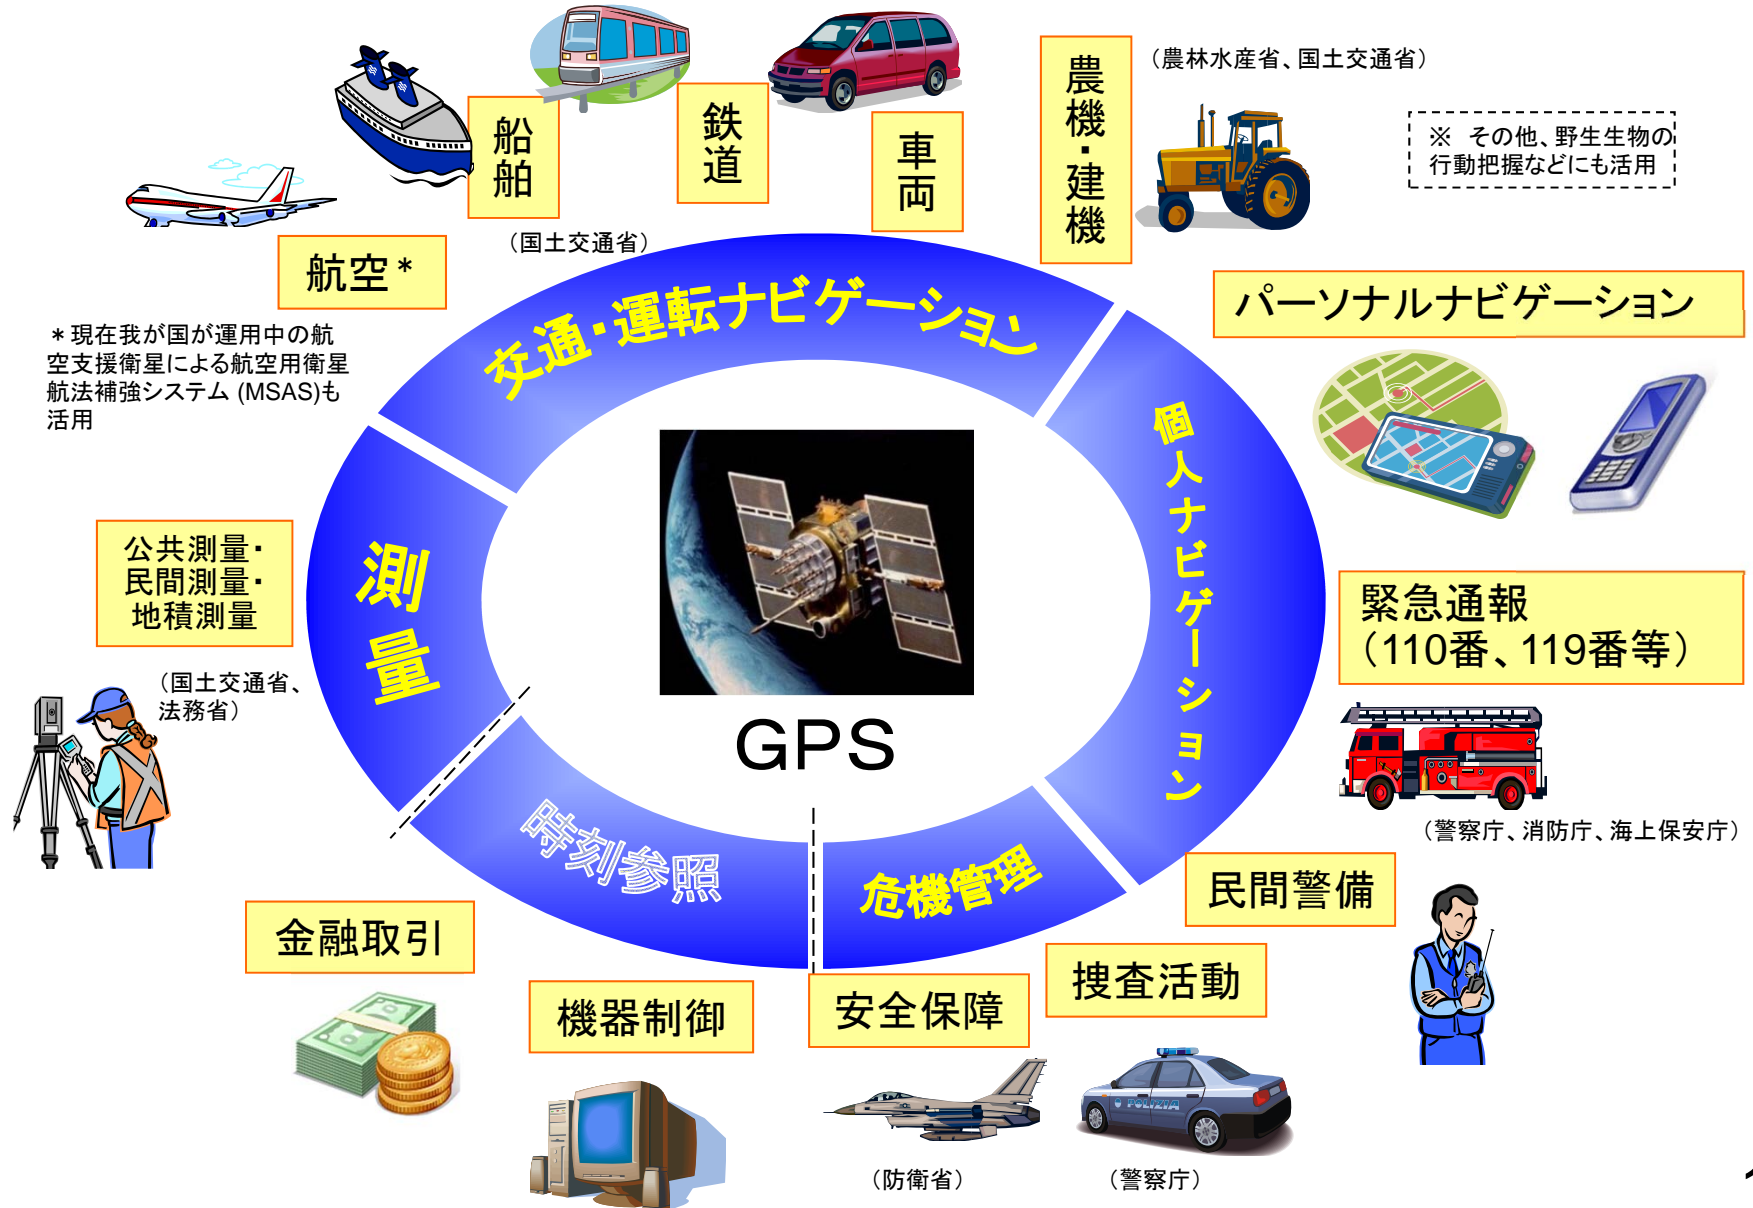 船舶
鉄道
車両
農機・建機
（農林水産省、国土交通省）
※ その他、野生生物の
行動把握などにも活用
航空*
（国土交通省）
*現在我が国が運用中の航
空支援衛星による航空用衛星
航法補強システム (MSAS)も
活用
交通・運転ナビゲーション
パーソナルナビゲーション
個人ナビゲーション
測量
公共測量・
民間測量・
地積測量
（国土交通省、
法務省）
GPS
緊急通報
（110番、119番等）
（警察庁、消防庁、海上保安庁）
時刻参照
危機管理
民間警備
金融取引
機器制御
安全保障
捜査活動
POLIZIA
（防衛省）
（警察庁）